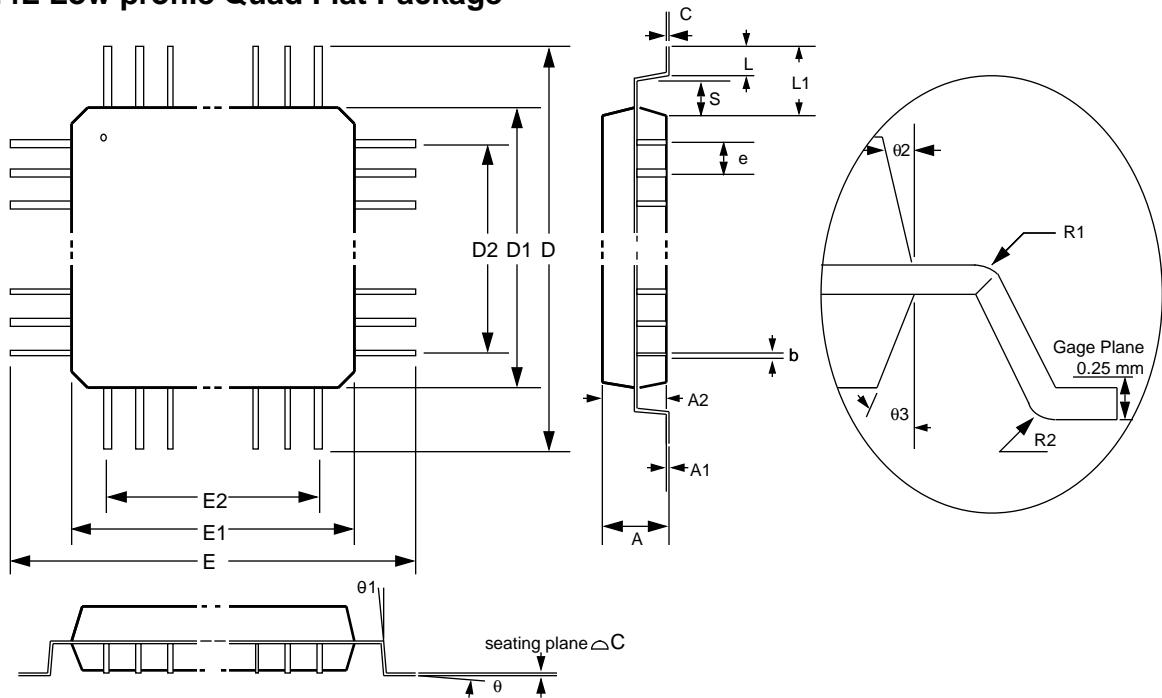 Low profile Quad Flat Package
C
L
L1
S
e
D2
D1
D
b
A2
A1
A
E2
E1
E
θ1
seating plane ⌓C
θ
θ2
R1
Gage Plane
0.25 mm
θ3
R2